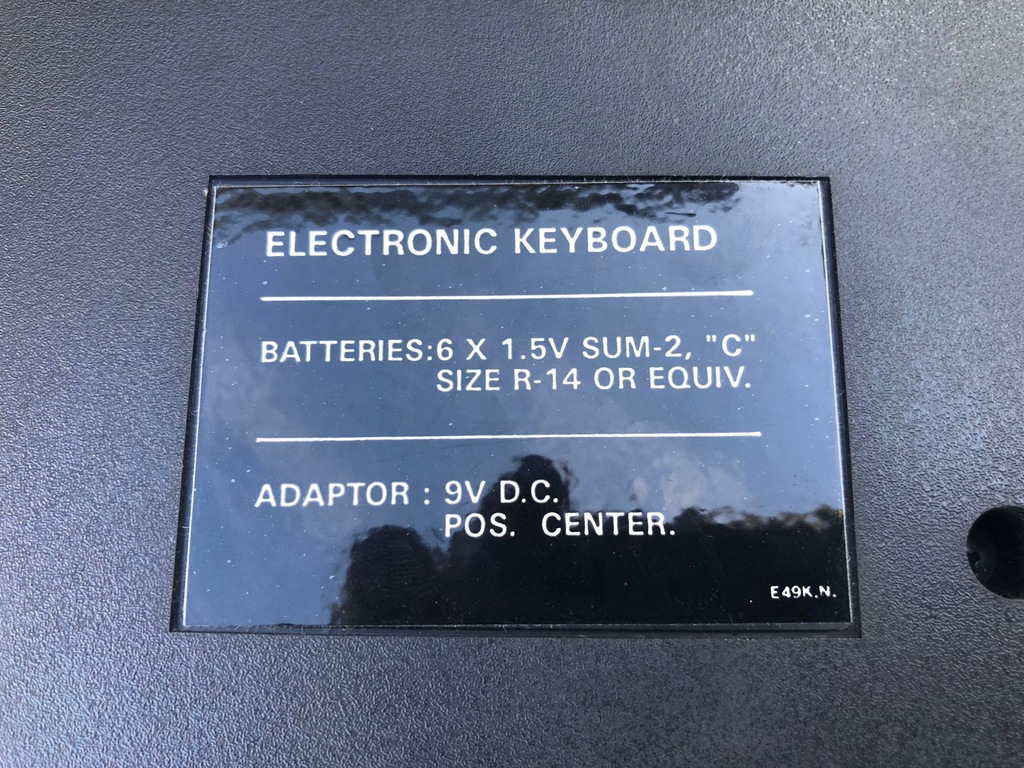 ELECTRONIC KEYBOARD
BATTERIES:6 X 1.5V SUM-2, "C"
SIZE R-14 OR EQUIV.
ADAPTOR : 9V D.C.
POS. CENTER.
E49K.N.